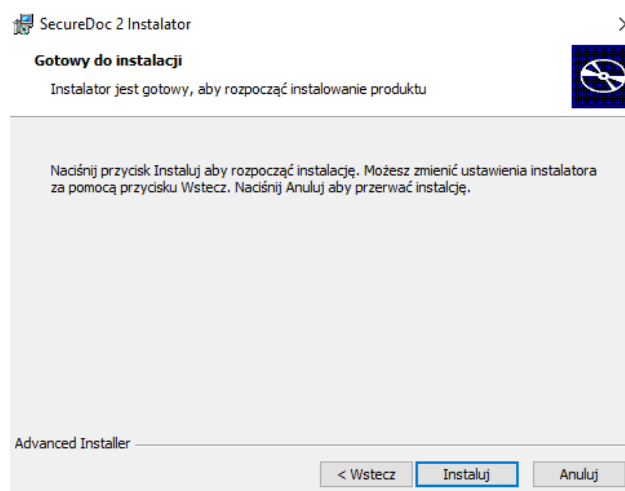 SecureDoc 2 Instalator
Gotowy do instalacji
Instalator jest gotowy, aby rozpocząć instalowanie produktu
Naciśnij przycisk Instaluj aby rozpocząć instalację. Możesz zmienić ustawienia instalatora
za pomocą przycisku Wstecz. Naciśnij Anuluj aby przerwać instalcję.
Advanced Installer
< Wstecz Instaluj Anuluj